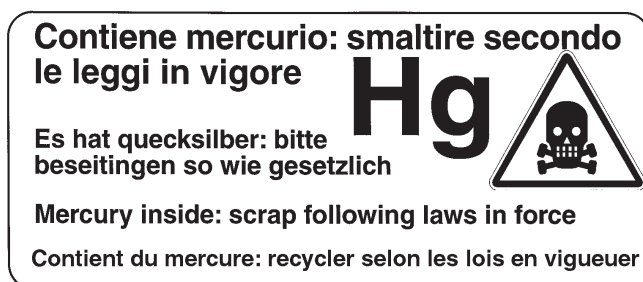 Contiene mercurio: smaltire secondo
le leggi in vigore
Hg
Es hat quecksilber: bitte
beseitingen so wie gesetzlich
Mercury inside: scrap following laws in force
Contient du mercure: recycler selon les lois en vigueuer